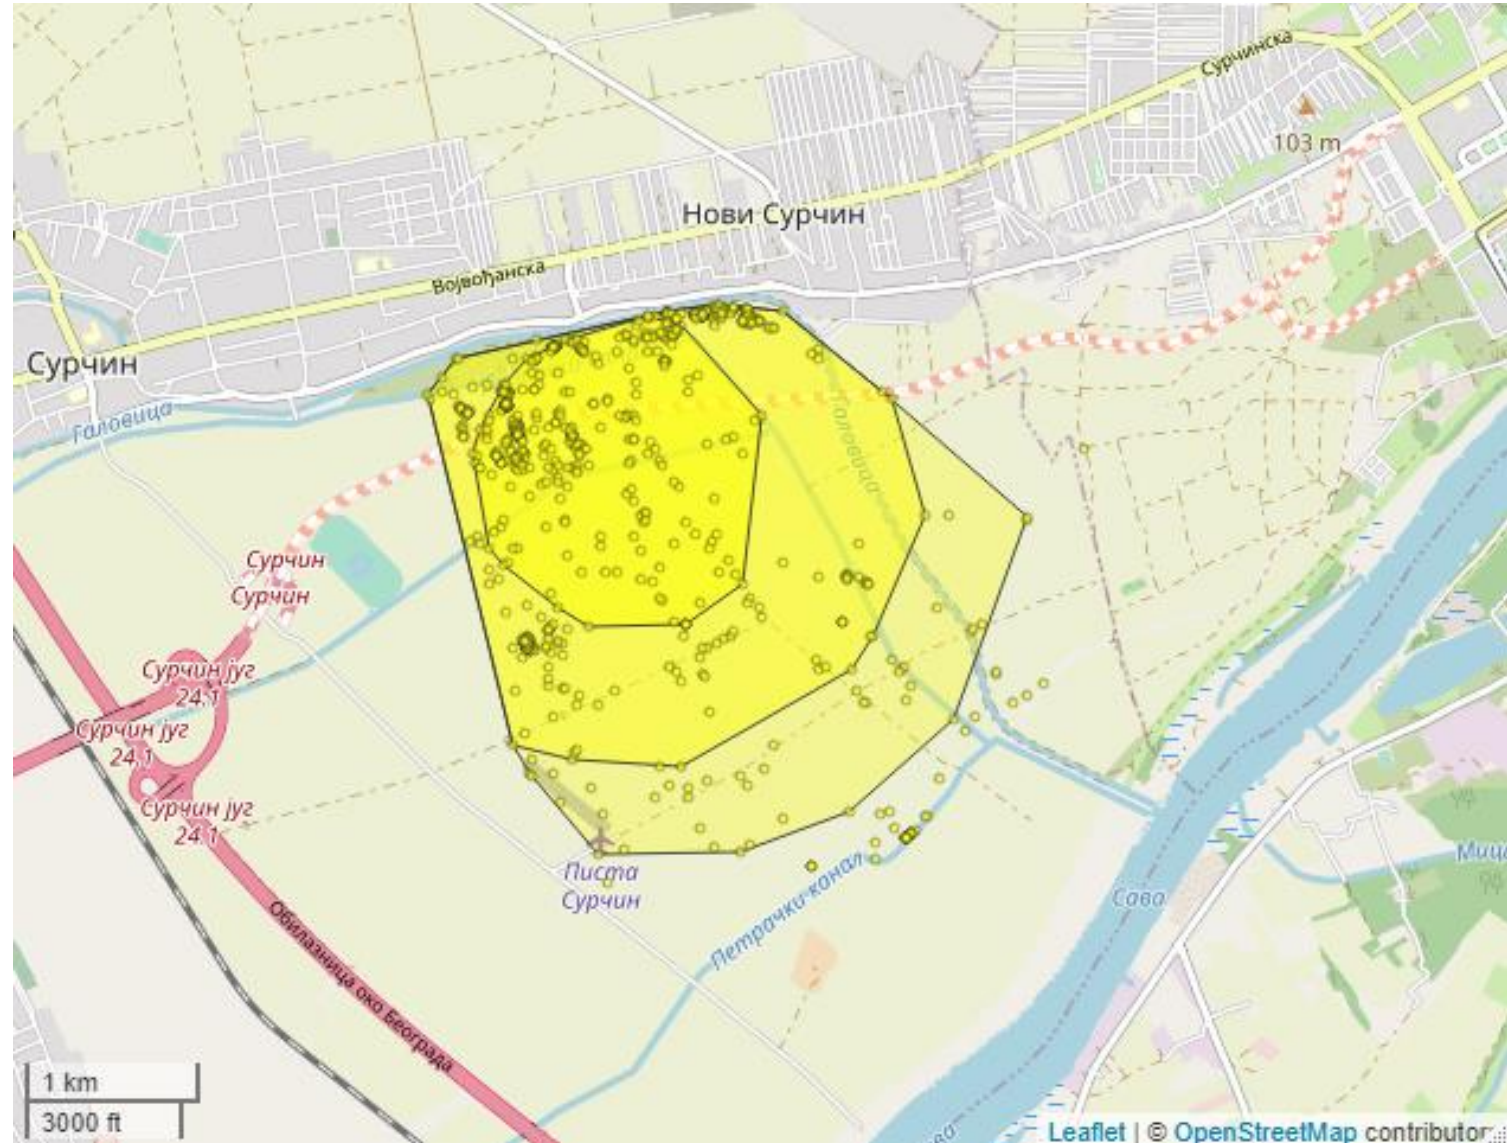 Сурчинска
103 m
Нови Сурчин
Војвођанска
Сурчин
Галовица
Галовица
Сурчин
Сурчин
Сурчин југ
24.1
Сурчин југ
24.1
Сурчин југ
24.1
Писта
Сурчин
Обилазница око Београда
Петрачки канал
Сава
1 km
3000 ft
Leaflet | © OpenStreetMap contributor